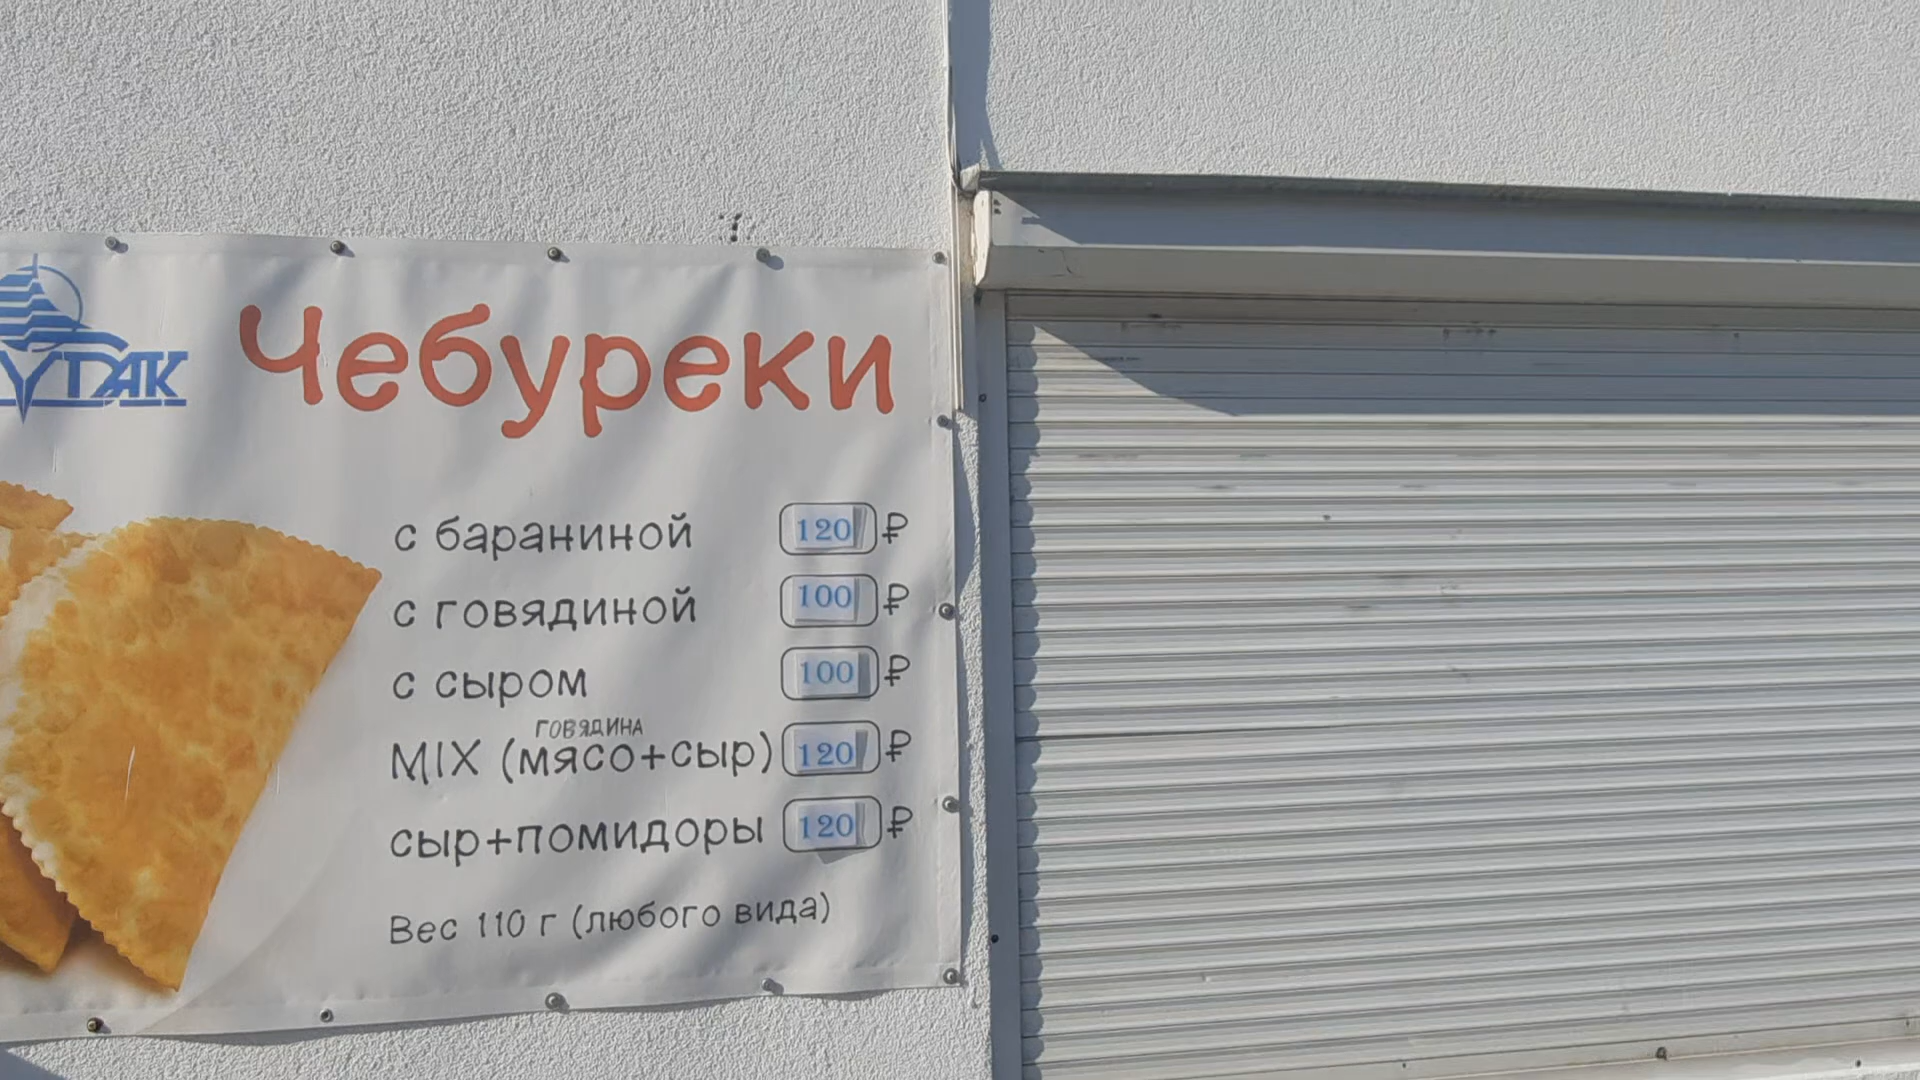 Чебуреки
с бараниной 120 ₽
с говядиной 100 ₽
с сыром 100 ₽
ГОВЯДИНА
MIX (мясо+сыр) 120 ₽
сыр+помидоры 120 ₽
Вес 110 г (любого вида)